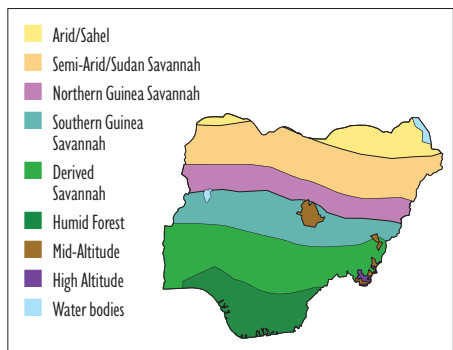 Arid/Sahel
Semi-Arid/Sudan Savannah
Northern Guinea Savannah
Southern Guinea
Savannah
Derived
Savannah
Humid Forest
Mid-Altitude
High Altitude
Water bodies